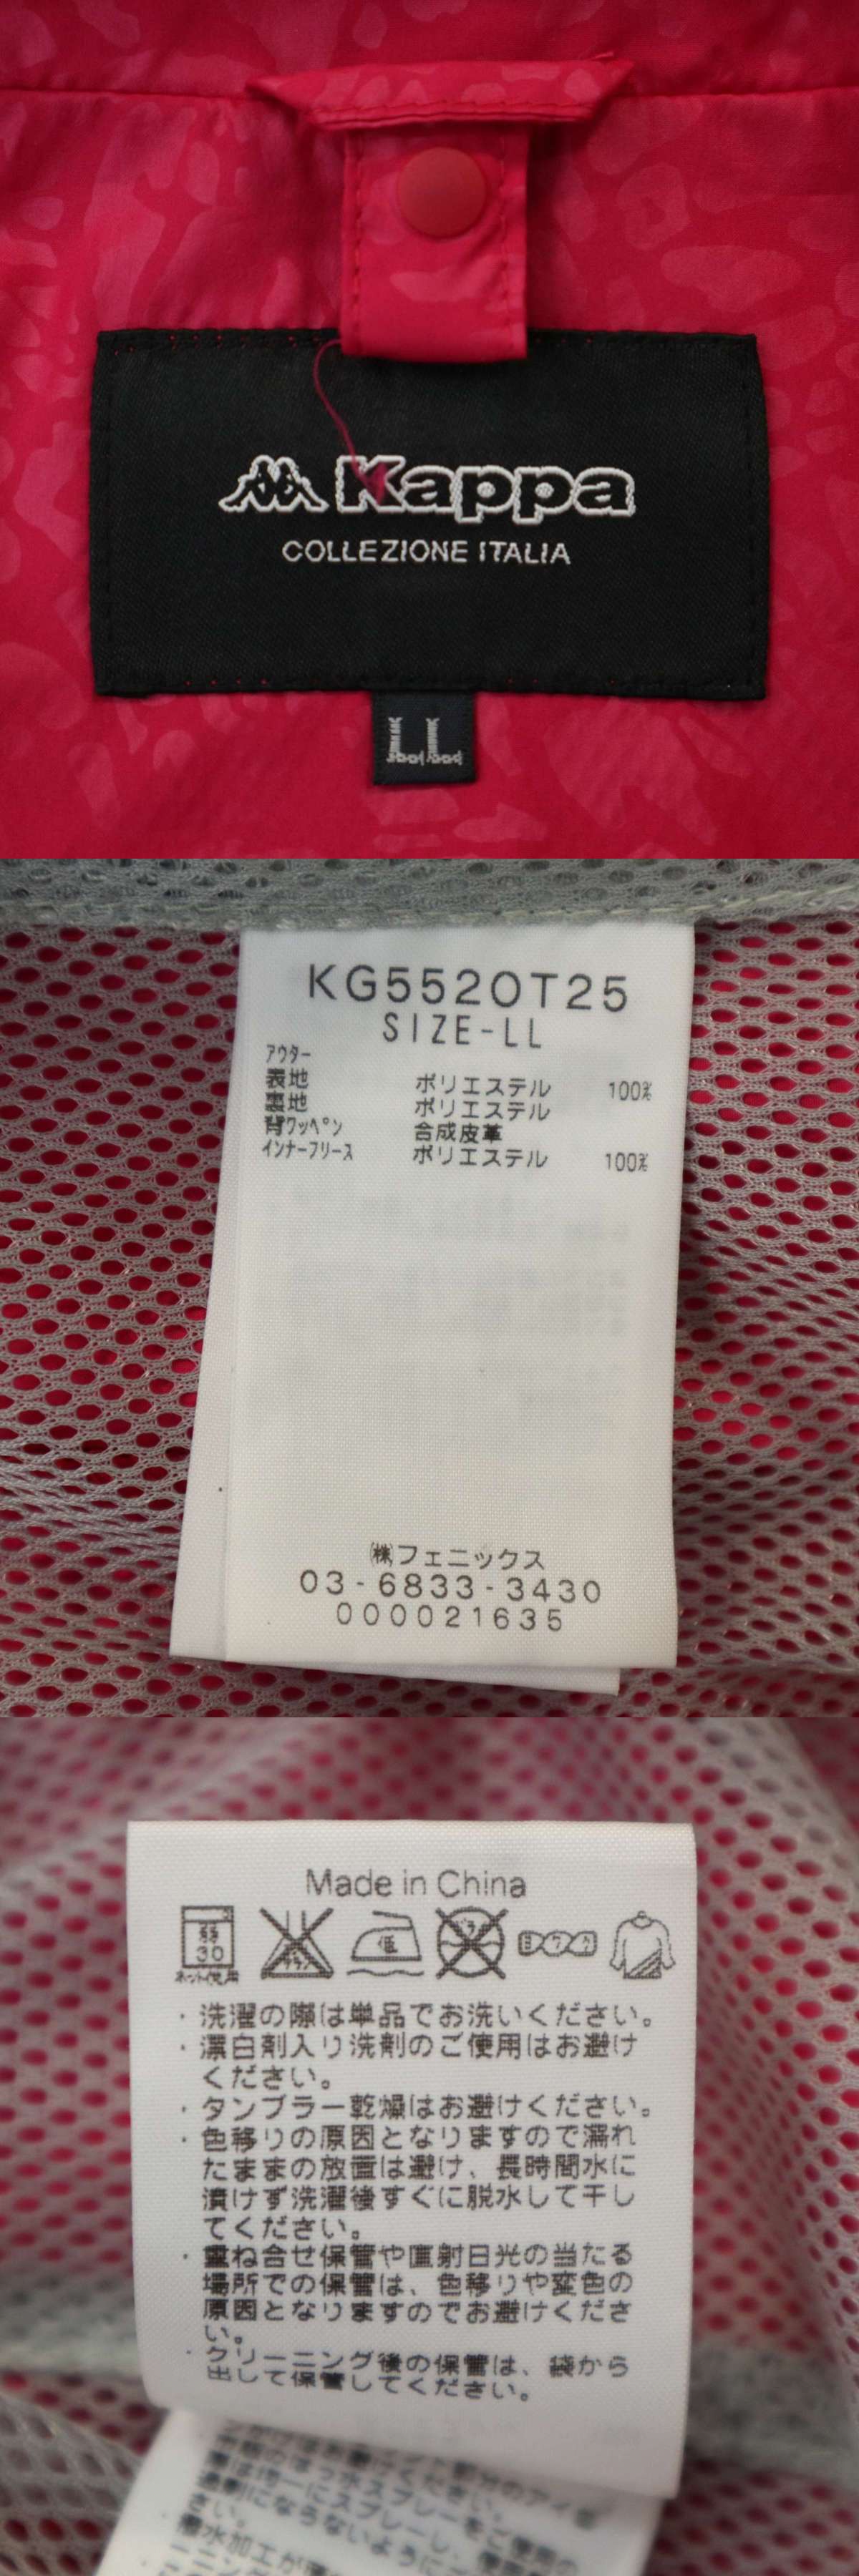 Kappa
COLLEZIONE ITALIA
LL
KG5520T25
SIZE-LL
アウター
表地 ポリエステル 100%
裏地 ポリエステル
背ワッペン 合成皮革
インナーフリース ポリエステル 100%
㈱フェニックス
03-6833-3430
000021635
Made in China
弱
30
ネット使用
低
・洗濯の際は単品でお洗いください。
・漂白剤入り洗剤のご使用はお避け
ください。
・タンブラー乾燥はお避けください。
・色移りの原因となりますので濡れ
たままの放置は避け、長時間水に
漬けず洗濯後すぐに脱水して干し
てください。
・重ね合せ保管や直射日光の当たる
場所での保管は、色移りや変色の
原因となりますのでお避けくださ
い。
・クリーニング後の保管は、袋から
出して保管してください。